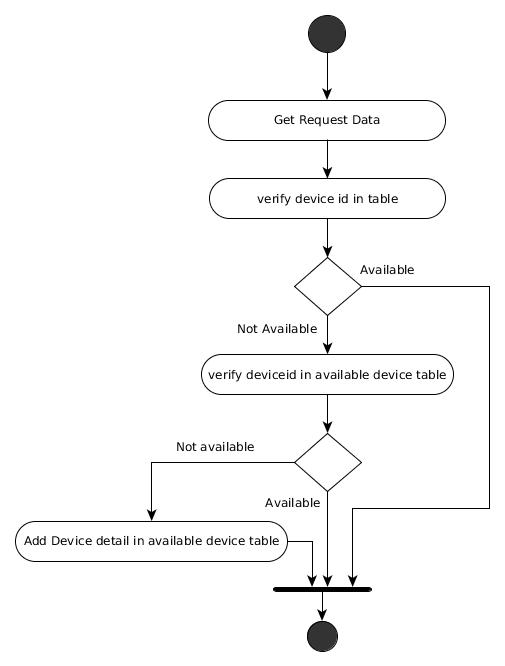 Get Request Data
verify device id in table
Available
Not Available
verify deviceid in available device table
Not available
Available
Add Device detail in available device table